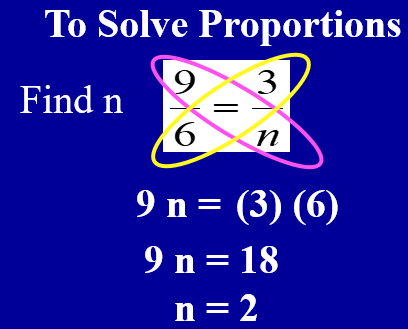 To Solve Proportions
Find n 9/6 = 3/n
9 n = (3) (6)
9 n = 18
n = 2